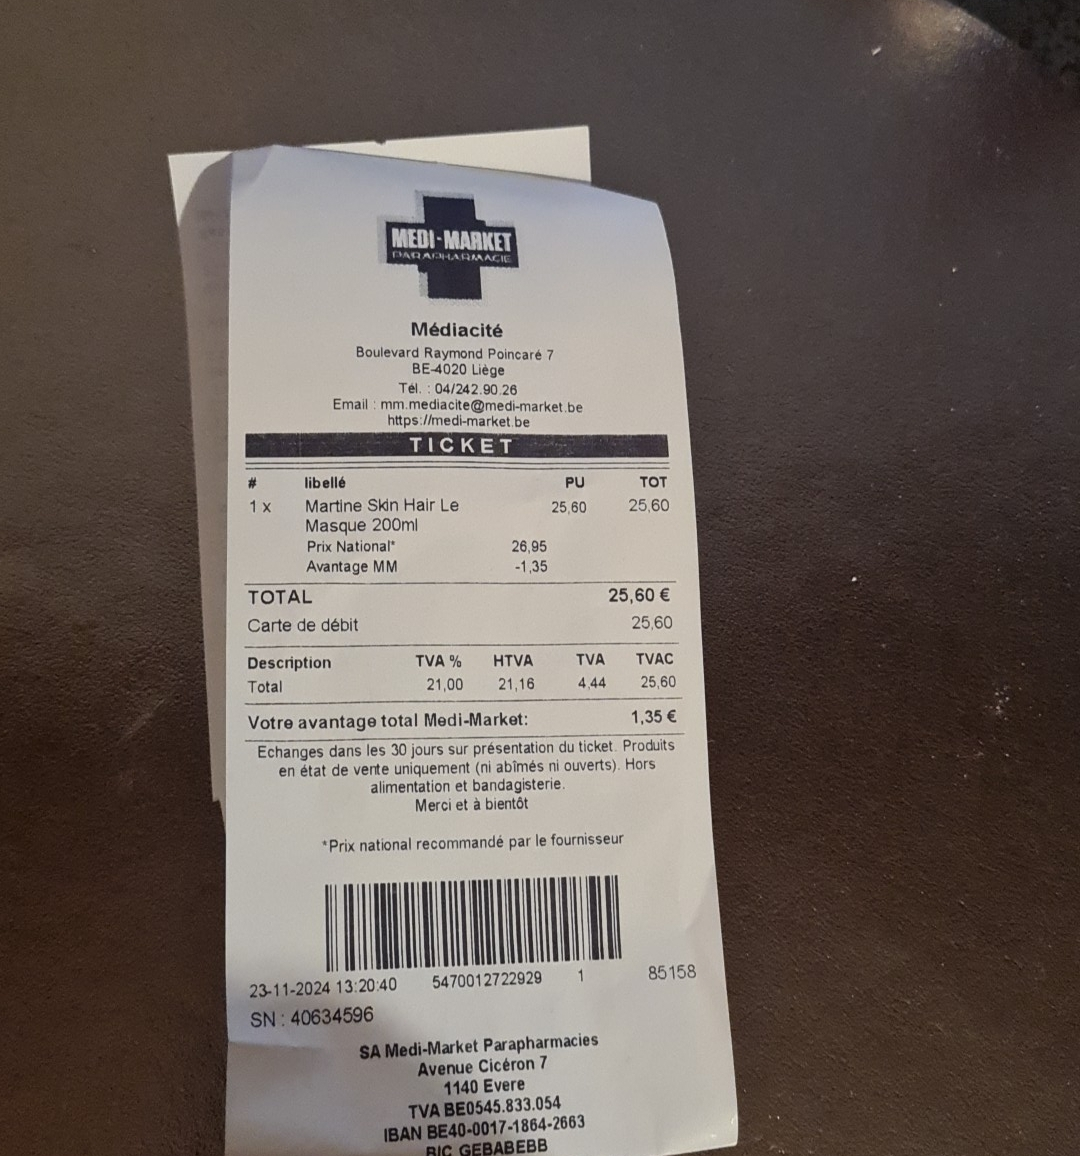 MEDI-MARKET
PARAPHARMACIE
Médiacité
Boulevard Raymond Poincaré 7
BE-4020 Liège
Tél. : 04/242.90.26
Email : mm.mediacite@medi-market.be
https://medi-market.be
TICKET
# libellé PU TOT
1 x Martine Skin Hair Le 25,60 25,60
Masque 200ml
Prix National* 26,95
Avantage MM -1,35
TOTAL 25,60 €
Carte de débit 25,60
Description TVA % HTVA TVA TVAC
Total 21,00 21,16 4,44 25,60
Votre avantage total Medi-Market: 1,35 €
Echanges dans les 30 jours sur présentation du ticket. Produits
en état de vente uniquement (ni abîmés ni ouverts). Hors
alimentation et bandagisterie.
Merci et à bientôt
*Prix national recommandé par le fournisseur
23-11-2024 13:20:40 5470012722929 1 85158
SN : 40634596
SA Medi-Market Parapharmacies
Avenue Cicéron 7
1140 Evere
TVA BE0545.833.054
IBAN BE40-0017-1864-2663
BIC GEBABEBB